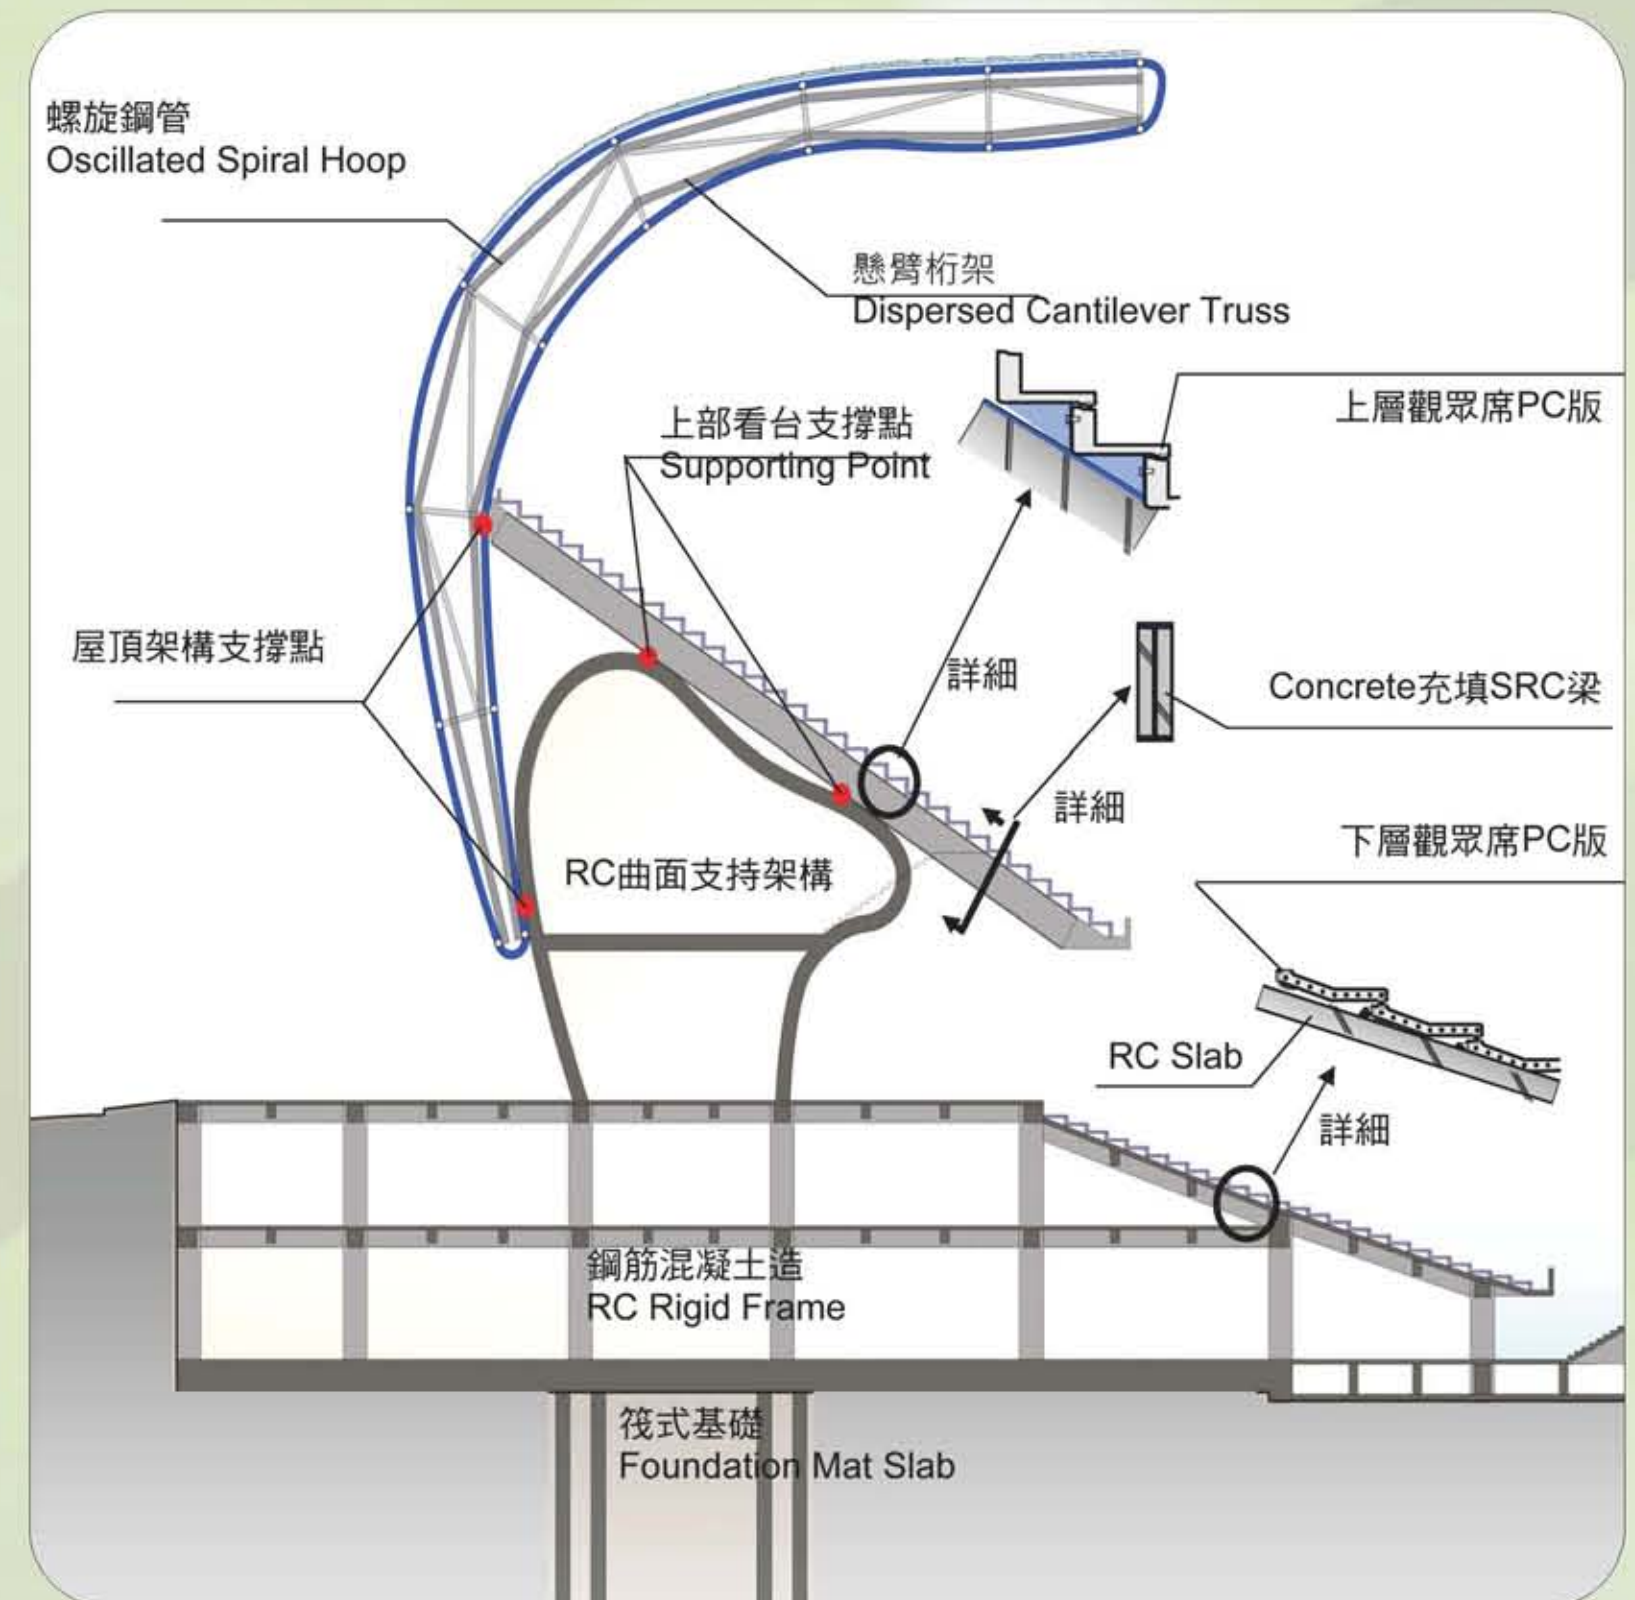 螺旋鋼管
Oscillated Spiral Hoop
懸臂桁架
Dispersed Cantilever Truss
上層觀眾席PC版
上部看台支撐點
Supporting Point
屋頂架構支撐點
詳細
Concrete充填SRC梁
詳細
下層觀眾席PC版
RC曲面支持架構
RC Slab
詳細
鋼筋混凝土造
RC Rigid Frame
筏式基礎
Foundation Mat Slab